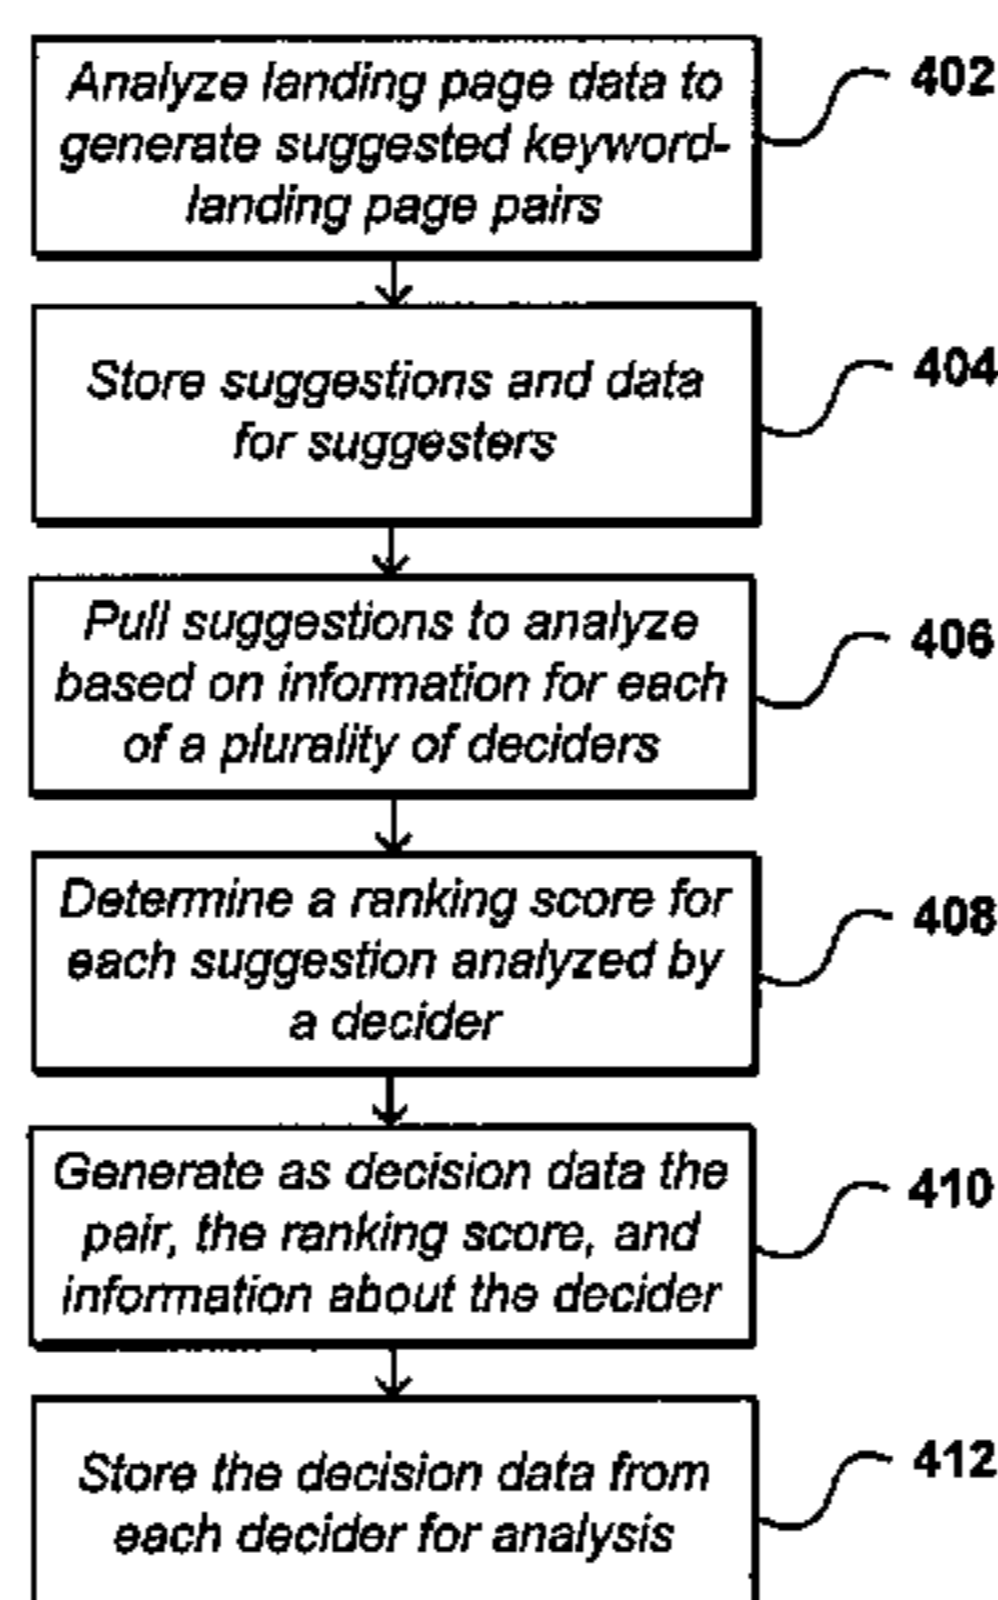 Analyze landing page data to
generate suggested keyword-
landing page pairs
402
Store suggestions and data
for suggesters
404
Pull suggestions to analyze
based on information for each
of a plurality of deciders
406
Determine a ranking score for
each suggestion analyzed by
a decider
408
Generate as decision data the
pair, the ranking score, and
information about the decider
410
Store the decision data from
each decider for analysis
412